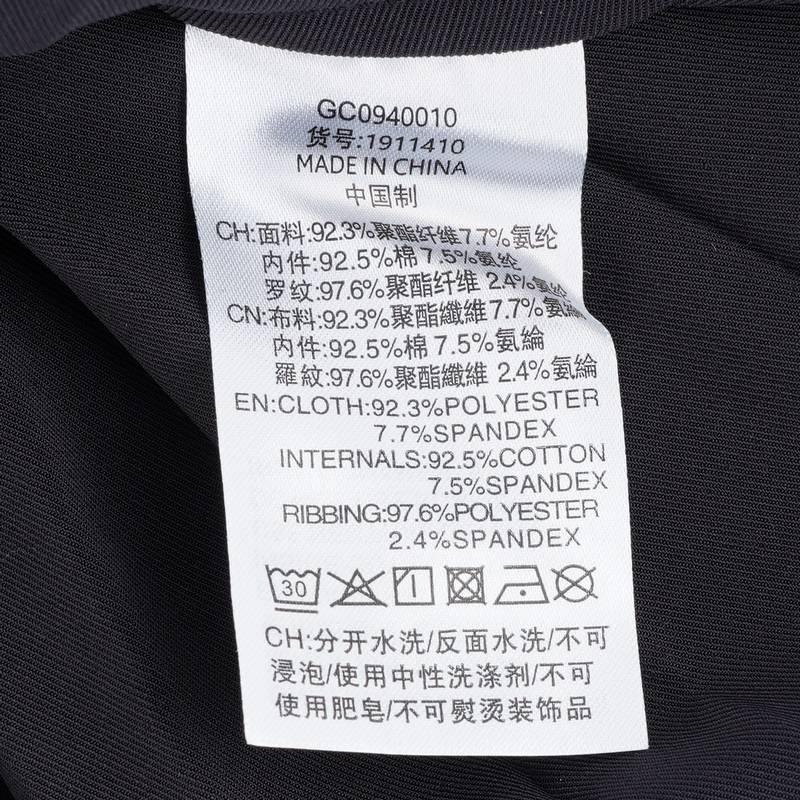 GC0940010
货号:1911410
MADE IN CHINA
中国制
CH:面料:92.3%聚酯纤维7.7%氨纶
内件:92.5%棉 7.5%氨纶
罗纹:97.6%聚酯纤维 2.4%氨纶
CN:布料:92.3%聚酯纖維7.7%氨綸
内件:92.5%棉 7.5%氨綸
羅紋:97.6%聚酯纖維 2.4%氨綸
EN:CLOTH:92.3%POLYESTER
7.7%SPANDEX
INTERNALS:92.5%COTTON
7.5%SPANDEX
RIBBING:97.6%POLYESTER
2.4%SPANDEX
30
CH:分开水洗/反面水洗/不可
浸泡/使用中性洗涤剂/不可
使用肥皂/不可熨烫装饰品